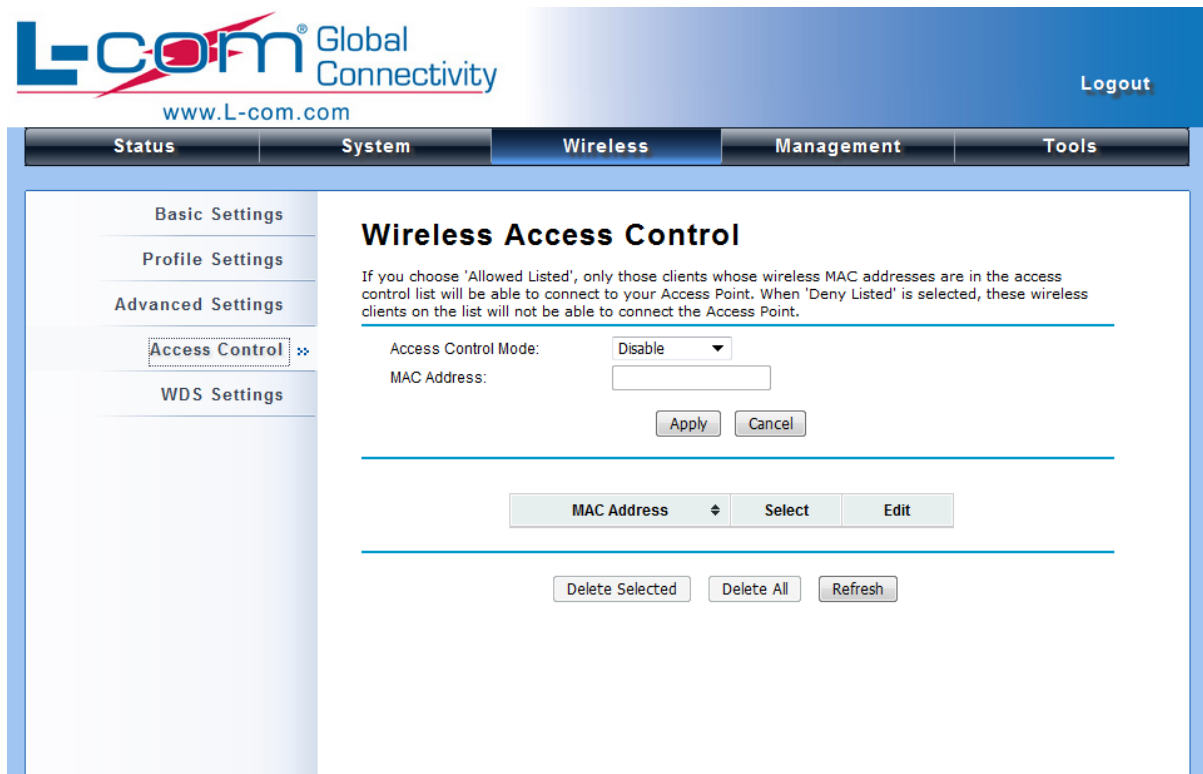 L-com® Global Connectivity
www.L-com.com
Logout
Status System Wireless Management Tools
Basic Settings
Profile Settings
Advanced Settings
Access Control »
WDS Settings
Wireless Access Control
If you choose 'Allowed Listed', only those clients whose wireless MAC addresses are in the access
control list will be able to connect to your Access Point. When 'Deny Listed' is selected, these wireless
clients on the list will not be able to connect the Access Point.
Access Control Mode: Disable
MAC Address:
Apply Cancel
MAC Address Select Edit
Delete Selected Delete All Refresh